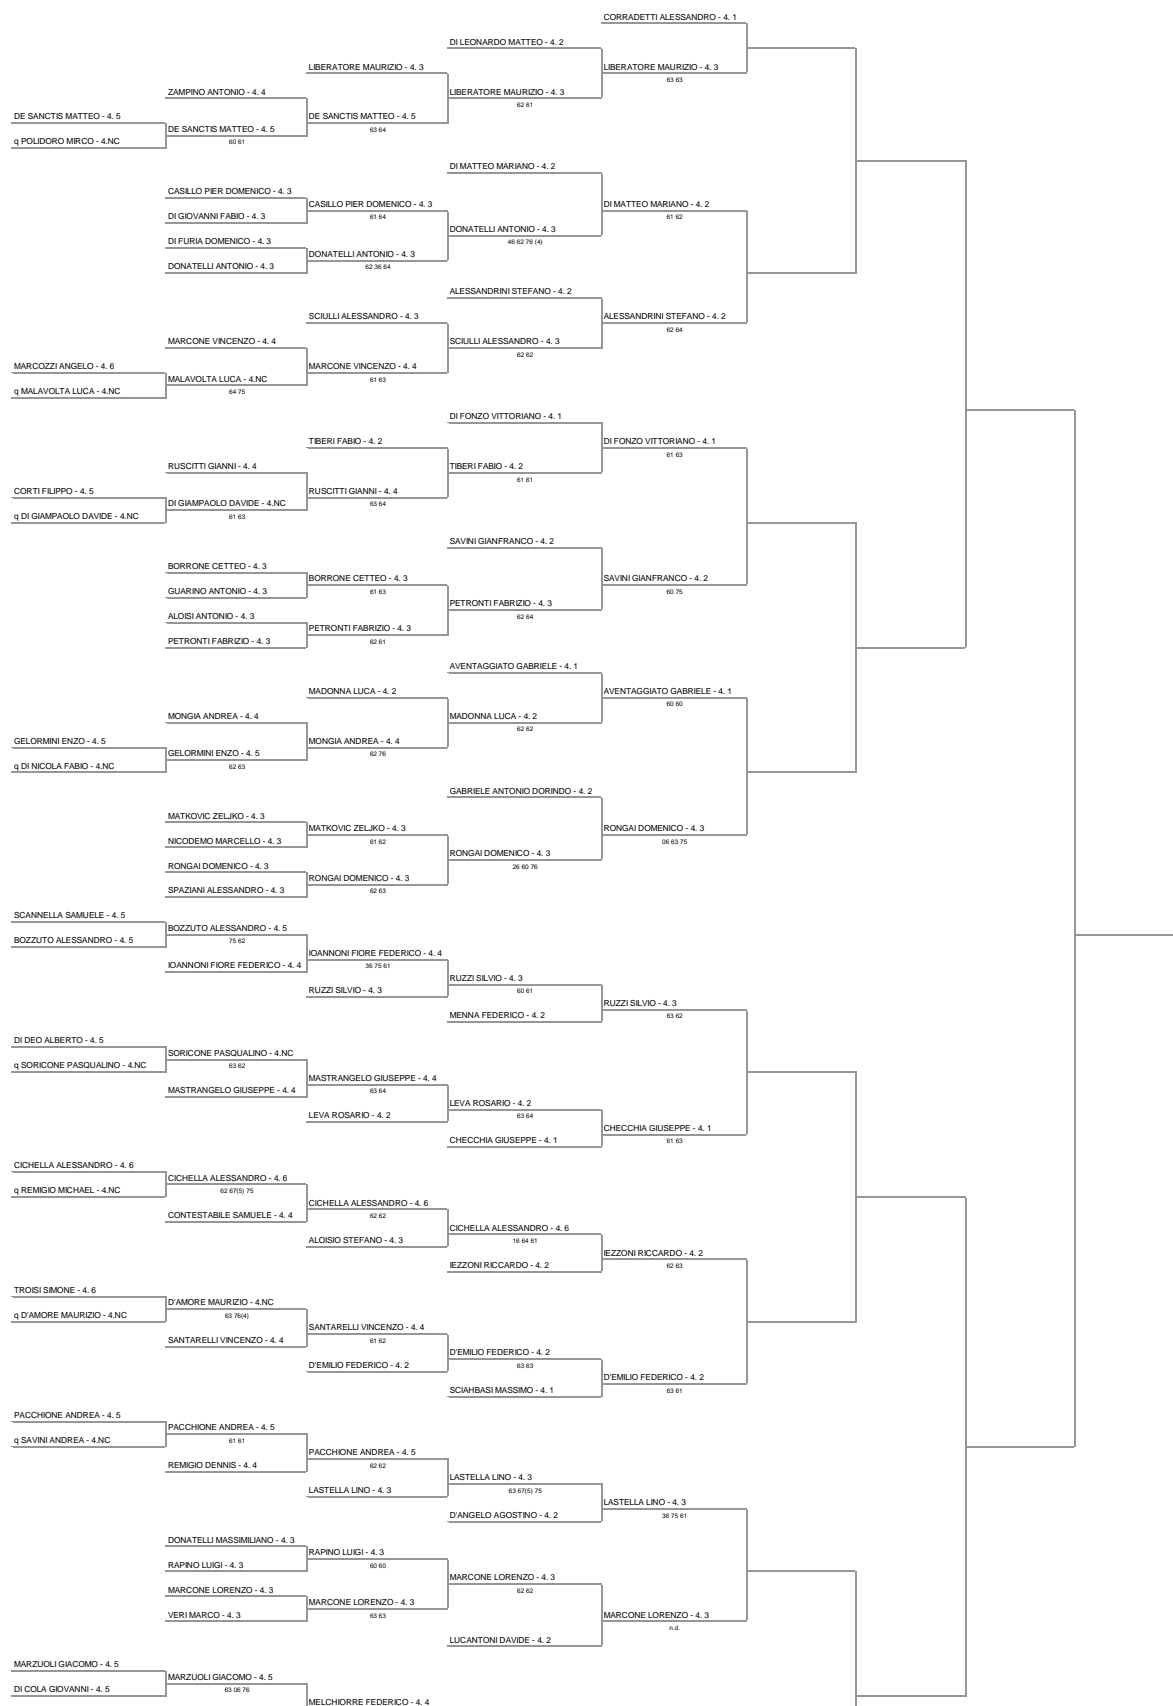 CORRADETTI ALESSANDRO - 4. 1
DI LEONARDO MATTEO - 4. 2
LIBERATORE MAURIZIO - 4. 3
LIBERATORE MAURIZIO - 4. 3
63 63
ZAMPINO ANTONIO - 4. 4
LIBERATORE MAURIZIO - 4. 3
62 61
DE SANCTIS MATTEO - 4. 5
DE SANCTIS MATTEO - 4. 5
63 64
DE SANCTIS MATTEO - 4. 5
60 61
q POLIDORO MIRCO - 4.NC
DI MATTEO MARIANO - 4. 2
CASILLO PIER DOMENICO - 4. 3
CASILLO PIER DOMENICO - 4. 3
61 64
DI MATTEO MARIANO - 4. 2
61 62
DI GIOVANNI FABIO - 4. 3
DONATELLI ANTONIO - 4. 3
46 62 76 (4)
DI FURIA DOMENICO - 4. 3
DONATELLI ANTONIO - 4. 3
62 36 64
DONATELLI ANTONIO - 4. 3
ALESSANDRINI STEFANO - 4. 2
SCIULLI ALESSANDRO - 4. 3
ALESSANDRINI STEFANO - 4. 2
62 64
MARCONE VINCENZO - 4. 4
SCIULLI ALESSANDRO - 4. 3
62 62
MARCOZZI ANGELO - 4. 6
MARCONE VINCENZO - 4. 4
61 63
MALAVOLTA LUCA - 4.NC
64 75
q MALAVOLTA LUCA - 4.NC
DI FONZO VITTORIANO - 4. 1
TIBERI FABIO - 4. 2
DI FONZO VITTORIANO - 4. 1
61 63
RUSCITTI GIANNI - 4. 4
TIBERI FABIO - 4. 2
61 61
CORTI FILIPPO - 4. 5
RUSCITTI GIANNI - 4. 4
63 64
DI GIAMPAOLO DAVIDE - 4.NC
61 63
q DI GIAMPAOLO DAVIDE - 4.NC
SAVINI GIANFRANCO - 4. 2
BORRONE CETTEO - 4. 3
BORRONE CETTEO - 4. 3
61 63
SAVINI GIANFRANCO - 4. 2
60 75
GUARINO ANTONIO - 4. 3
PETRONTI FABRIZIO - 4. 3
62 64
ALOISI ANTONIO - 4. 3
PETRONTI FABRIZIO - 4. 3
62 61
PETRONTI FABRIZIO - 4. 3
AVENTAGGIATO GABRIELE - 4. 1
MADONNA LUCA - 4. 2
AVENTAGGIATO GABRIELE - 4. 1
60 60
MONGIA ANDREA - 4. 4
MADONNA LUCA - 4. 2
62 62
GELORMINI ENZO - 4. 5
MONGIA ANDREA - 4. 4
62 76
GELORMINI ENZO - 4. 5
62 63
q DI NICOLA FABIO - 4.NC
GABRIELE ANTONIO DORINDO - 4. 2
MATKOVIC ZELJKO - 4. 3
MATKOVIC ZELJKO - 4. 3
61 62
RONGAI DOMENICO - 4. 3
06 63 75
NICODEMO MARCELLO - 4. 3
RONGAI DOMENICO - 4. 3
26 60 76
RONGAI DOMENICO - 4. 3
RONGAI DOMENICO - 4. 3
62 63
SPAZIANI ALESSANDRO - 4. 3
SCANNELLA SAMUELE - 4. 5
BOZZUTO ALESSANDRO - 4. 5
75 62
BOZZUTO ALESSANDRO - 4. 5
IOANNONI FIORE FEDERICO - 4. 4
36 75 61
IOANNONI FIORE FEDERICO - 4. 4
RUZZI SILVIO - 4. 3
60 61
RUZZI SILVIO - 4. 3
RUZZI SILVIO - 4. 3
63 62
MENNA FEDERICO - 4. 2
DI DEO ALBERTO - 4. 5
SORICONE PASQUALINO - 4.NC
63 62
q SORICONE PASQUALINO - 4.NC
MASTRANGELO GIUSEPPE - 4. 4
63 64
MASTRANGELO GIUSEPPE - 4. 4
LEVA ROSARIO - 4. 2
63 64
LEVA ROSARIO - 4. 2
CHECCHIA GIUSEPPE - 4. 1
61 63
CHECCHIA GIUSEPPE - 4. 1
CICHELLA ALESSANDRO - 4. 6
CICHELLA ALESSANDRO - 4. 6
62 67(5) 75
q REMIGIO MICHAEL - 4.NC
CICHELLA ALESSANDRO - 4. 6
62 62
CONTESTABILE SAMUELE - 4. 4
CICHELLA ALESSANDRO - 4. 6
16 64 61
ALOISIO STEFANO - 4. 3
IEZZONI RICCARDO - 4. 2
62 63
IEZZONI RICCARDO - 4. 2
TROISI SIMONE - 4. 6
D'AMORE MAURIZIO - 4.NC
63 76(4)
q D'AMORE MAURIZIO - 4.NC
SANTARELLI VINCENZO - 4. 4
61 62
SANTARELLI VINCENZO - 4. 4
D'EMILIO FEDERICO - 4. 2
63 63
D'EMILIO FEDERICO - 4. 2
D'EMILIO FEDERICO - 4. 2
63 61
SCIAHBASI MASSIMO - 4. 1
PACCHIONE ANDREA - 4. 5
PACCHIONE ANDREA - 4. 5
61 61
q SAVINI ANDREA - 4.NC
PACCHIONE ANDREA - 4. 5
62 62
REMIGIO DENNIS - 4. 4
LASTELLA LINO - 4. 3
63 67(5) 75
LASTELLA LINO - 4. 3
LASTELLA LINO - 4. 3
36 75 61
D'ANGELO AGOSTINO - 4. 2
DONATELLI MASSIMILIANO - 4. 3
RAPINO LUIGI - 4. 3
60 60
RAPINO LUIGI - 4. 3
MARCONE LORENZO - 4. 3
62 62
MARCONE LORENZO - 4. 3
MARCONE LORENZO - 4. 3
63 63
VERI MARCO - 4. 3
MARCONE LORENZO - 4. 3
n.d.
LUCANTONI DAVIDE - 4. 2
MARZUOLI GIACOMO - 4. 5
MARZUOLI GIACOMO - 4. 5
63 06 76
DI COLA GIOVANNI - 4. 5
MELCHIORRE FEDERICO - 4. 4